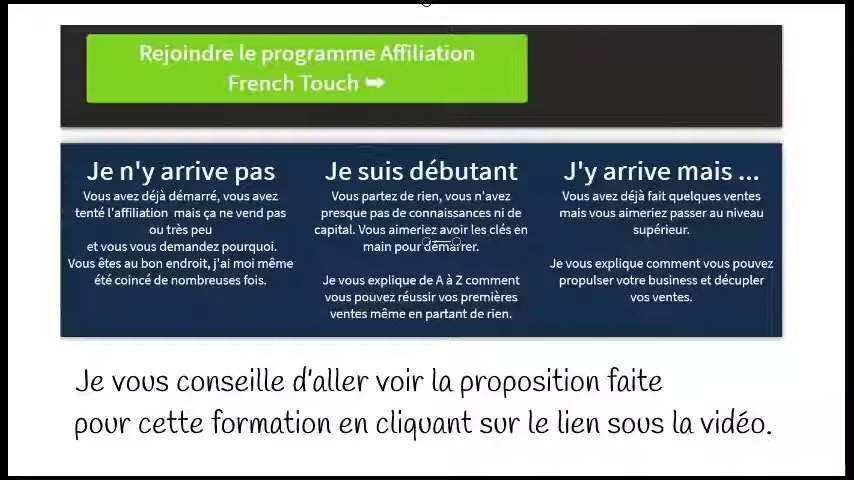 Rejoindre le programme Affiliation
French Touch ➥
Je n'y arrive pas
Vous avez déjà démarré, vous avez
tenté l'affiliation mais ça ne vend pas
ou très peu
et vous vous demandez pourquoi.
Vous êtes au bon endroit, j'ai moi même
été coincé de nombreuses fois.
Je suis débutant
Vous partez de rien, vous n'avez
presque pas de connaissances ni de
capital. Vous aimeriez avoir les clés en
main pour démarrer.
Je vous explique de A à Z comment
vous pouvez réussir vos premières
ventes même en partant de rien.
J'y arrive mais ...
Vous avez déjà fait quelques ventes
mais vous aimeriez passer au niveau
supérieur.
Je vous explique comment vous pouvez
propulser votre business et décupler
vos ventes.
Je vous conseille d'aller voir la proposition faite
pour cette formation en cliquant sur le lien sous la vidéo.